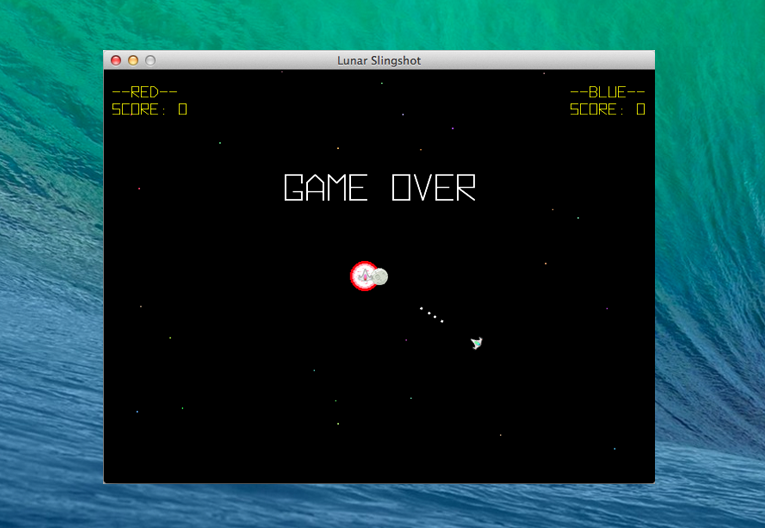 Lunar Slingshot
--RED--
SCORE: 0
--BLUE--
SCORE: 0
GAME OVER